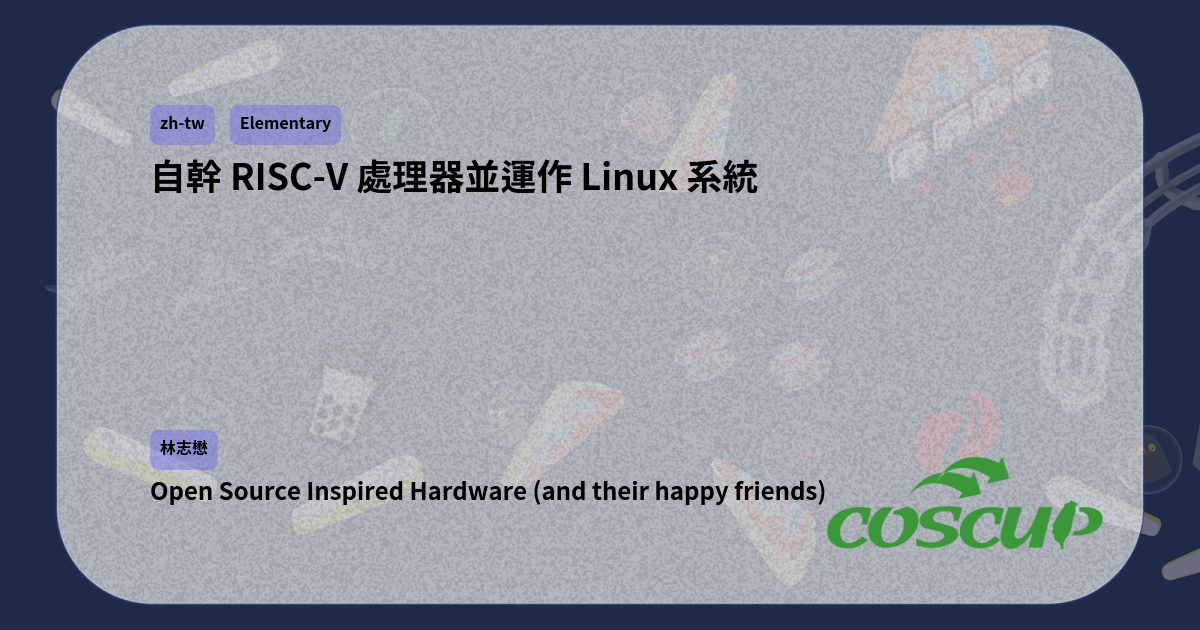 zh-tw Elementary
自幹 RISC-V 處理器並運作 Linux 系統
林志懋
Open Source Inspired Hardware (and their happy friends)
COSCUP